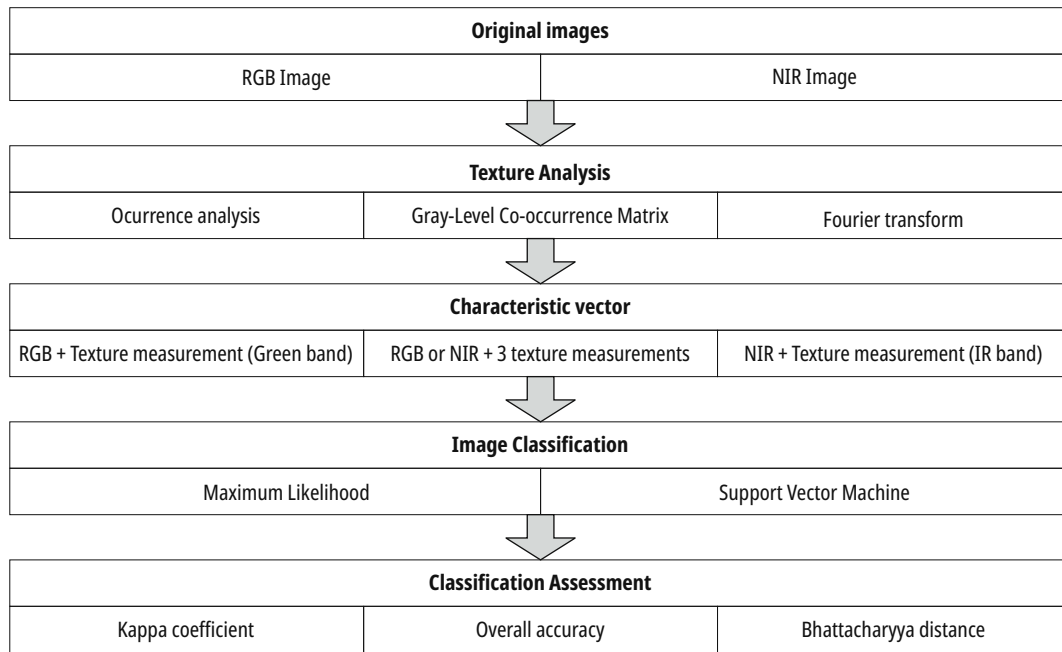 Original images
RGB Image
NIR Image
Texture Analysis
Ocurrence analysis
Gray-Level Co-occurrence Matrix
Fourier transform
Characteristic vector
RGB + Texture measurement (Green band)
RGB or NIR + 3 texture measurements
NIR + Texture measurement (IR band)
Image Classification
Maximum Likelihood
Support Vector Machine
Classification Assessment
Kappa coefficient
Overall accuracy
Bhattacharyya distance